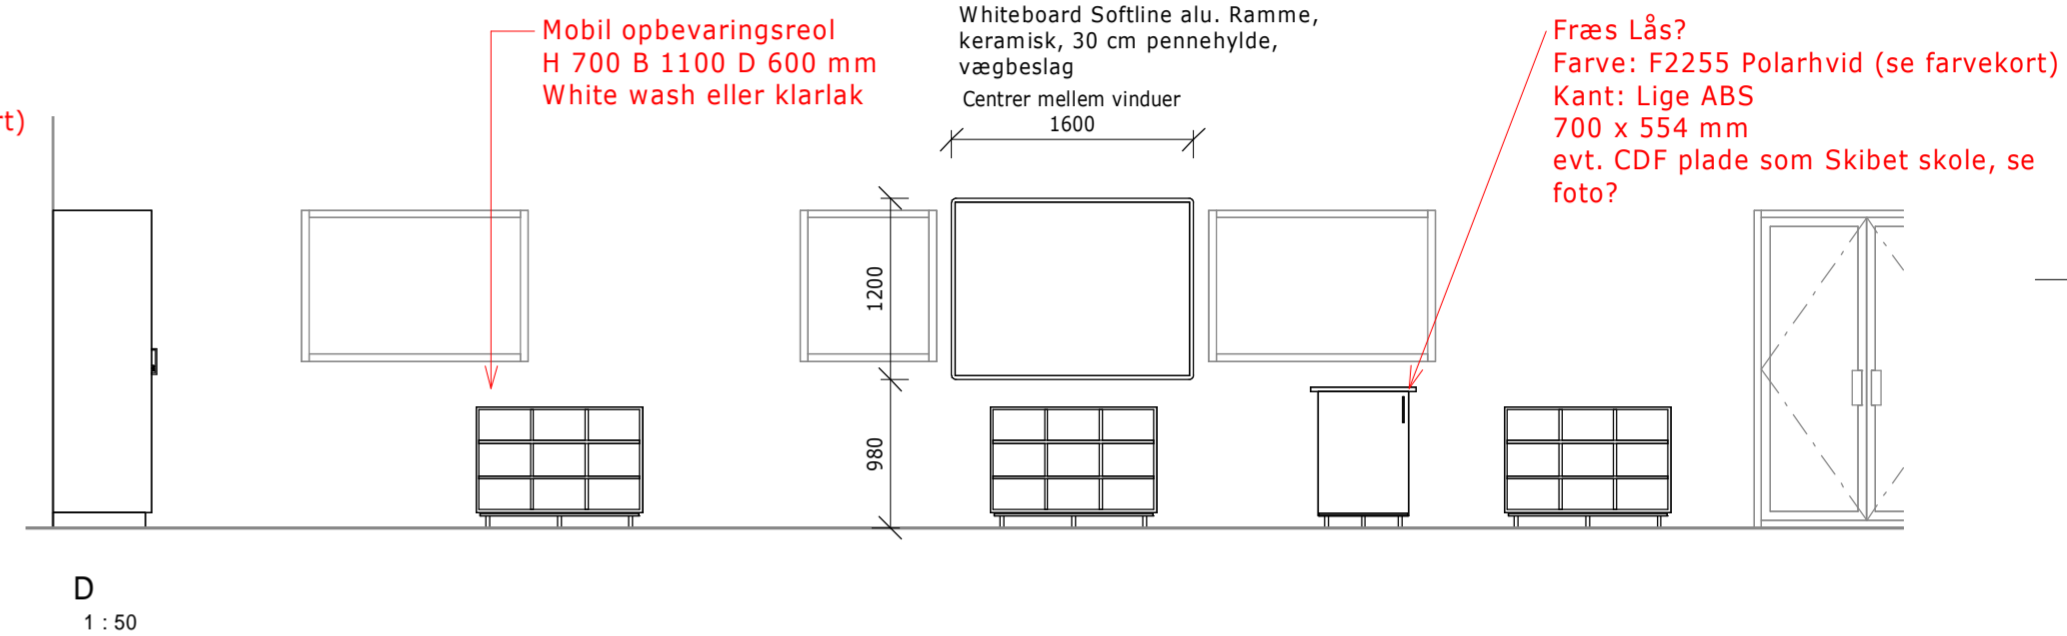 Mobil opbevaringsreol
H 700 B 1100 D 600 mm
White wash eller klarlak
Whiteboard Softline alu. Ramme,
keramisk, 30 cm pennehylde,
vægbeslag
Centrer mellem vinduer
1600
Fræs Lås?
Farve: F2255 Polarhvid (se farvekort)
Kant: Lige ABS
700 x 554 mm
evt. CDF plade som Skibet skole, se
foto?
rt)
1200
980
D
1 : 50